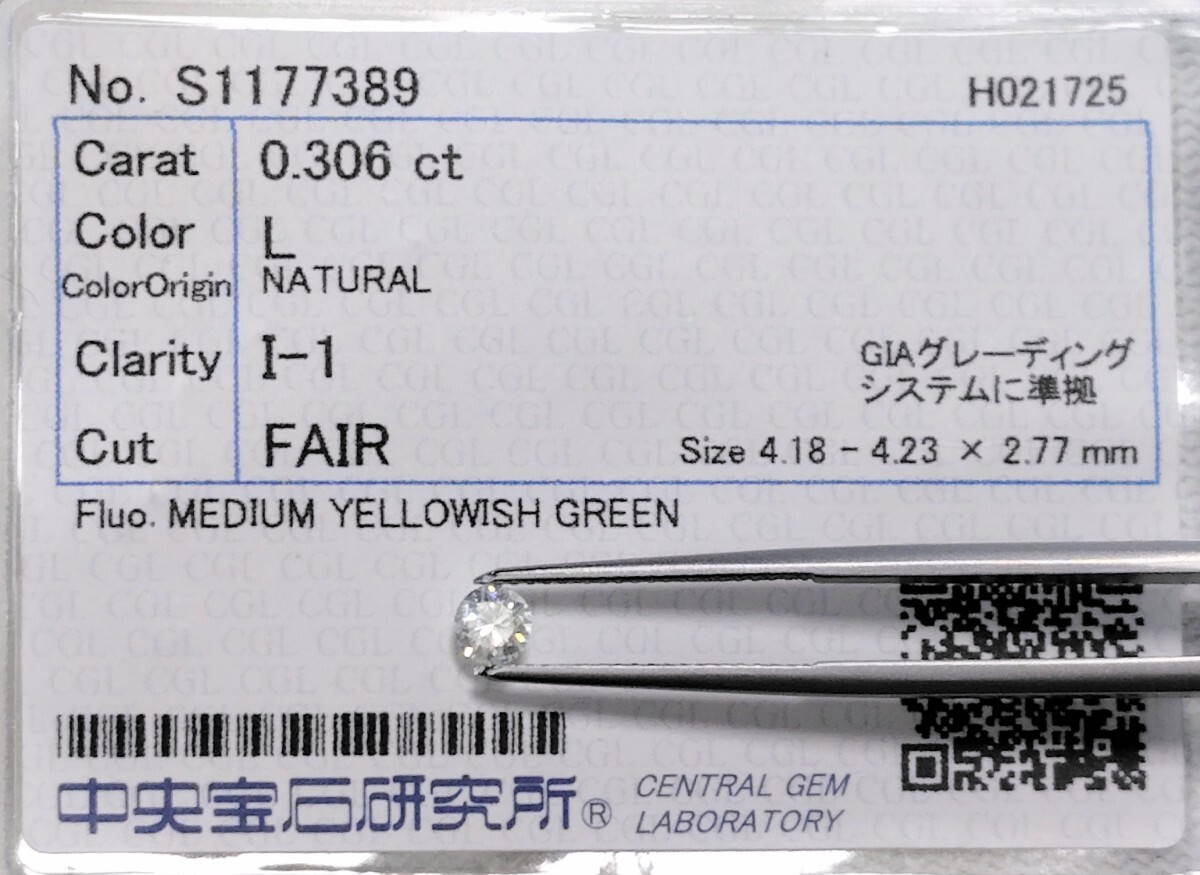 No. S1177389
H021725
Carat 0.306 ct
Color L
ColorOrigin NATURAL
Clarity I-1
GIAグレーディング
システムに準拠
Cut FAIR
Size 4.18 - 4.23 × 2.77 mm
Fluo. MEDIUM YELLOWISH GREEN
中央宝石研究所®
CENTRAL GEM
LABORATORY